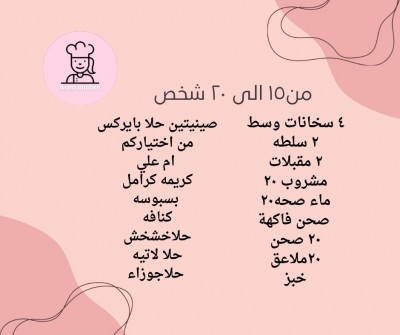 من١٥ الى ٢٠ شخص
٤ سخانات وسط
٢ سلطه
٢ مقبلات
مشروب ٢٠
ماء صحه٢٠
صحن فاكهة
٢٠ صحن
٢٠ملاعق
خبز
صينيتين حلا بايركس
من اختياركم
ام علي
كريمه كرامل
بسبوسه
كنافه
حلاخشخش
حلا لاتيه
حلاجوزاء